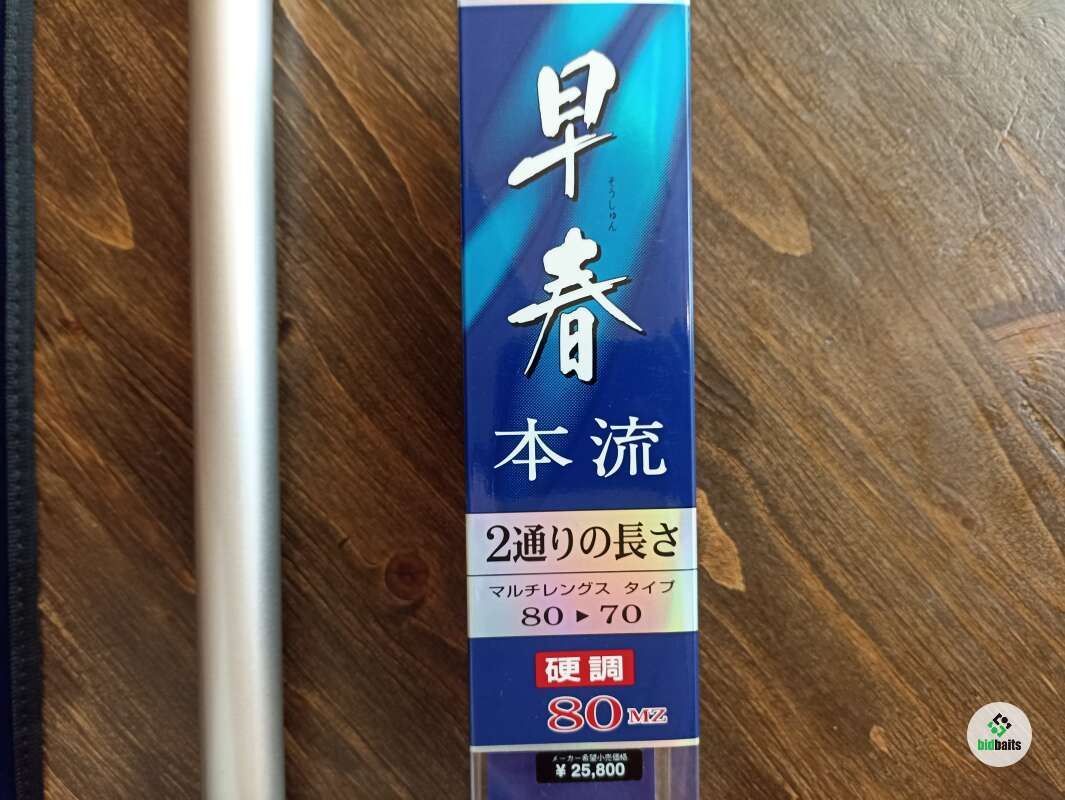 早春
そうしゅん
本流
2通りの長さ
マルチレングス タイプ
80▶70
硬調
80MZ
メーカー希望小売価格
¥25,800
bidbaits